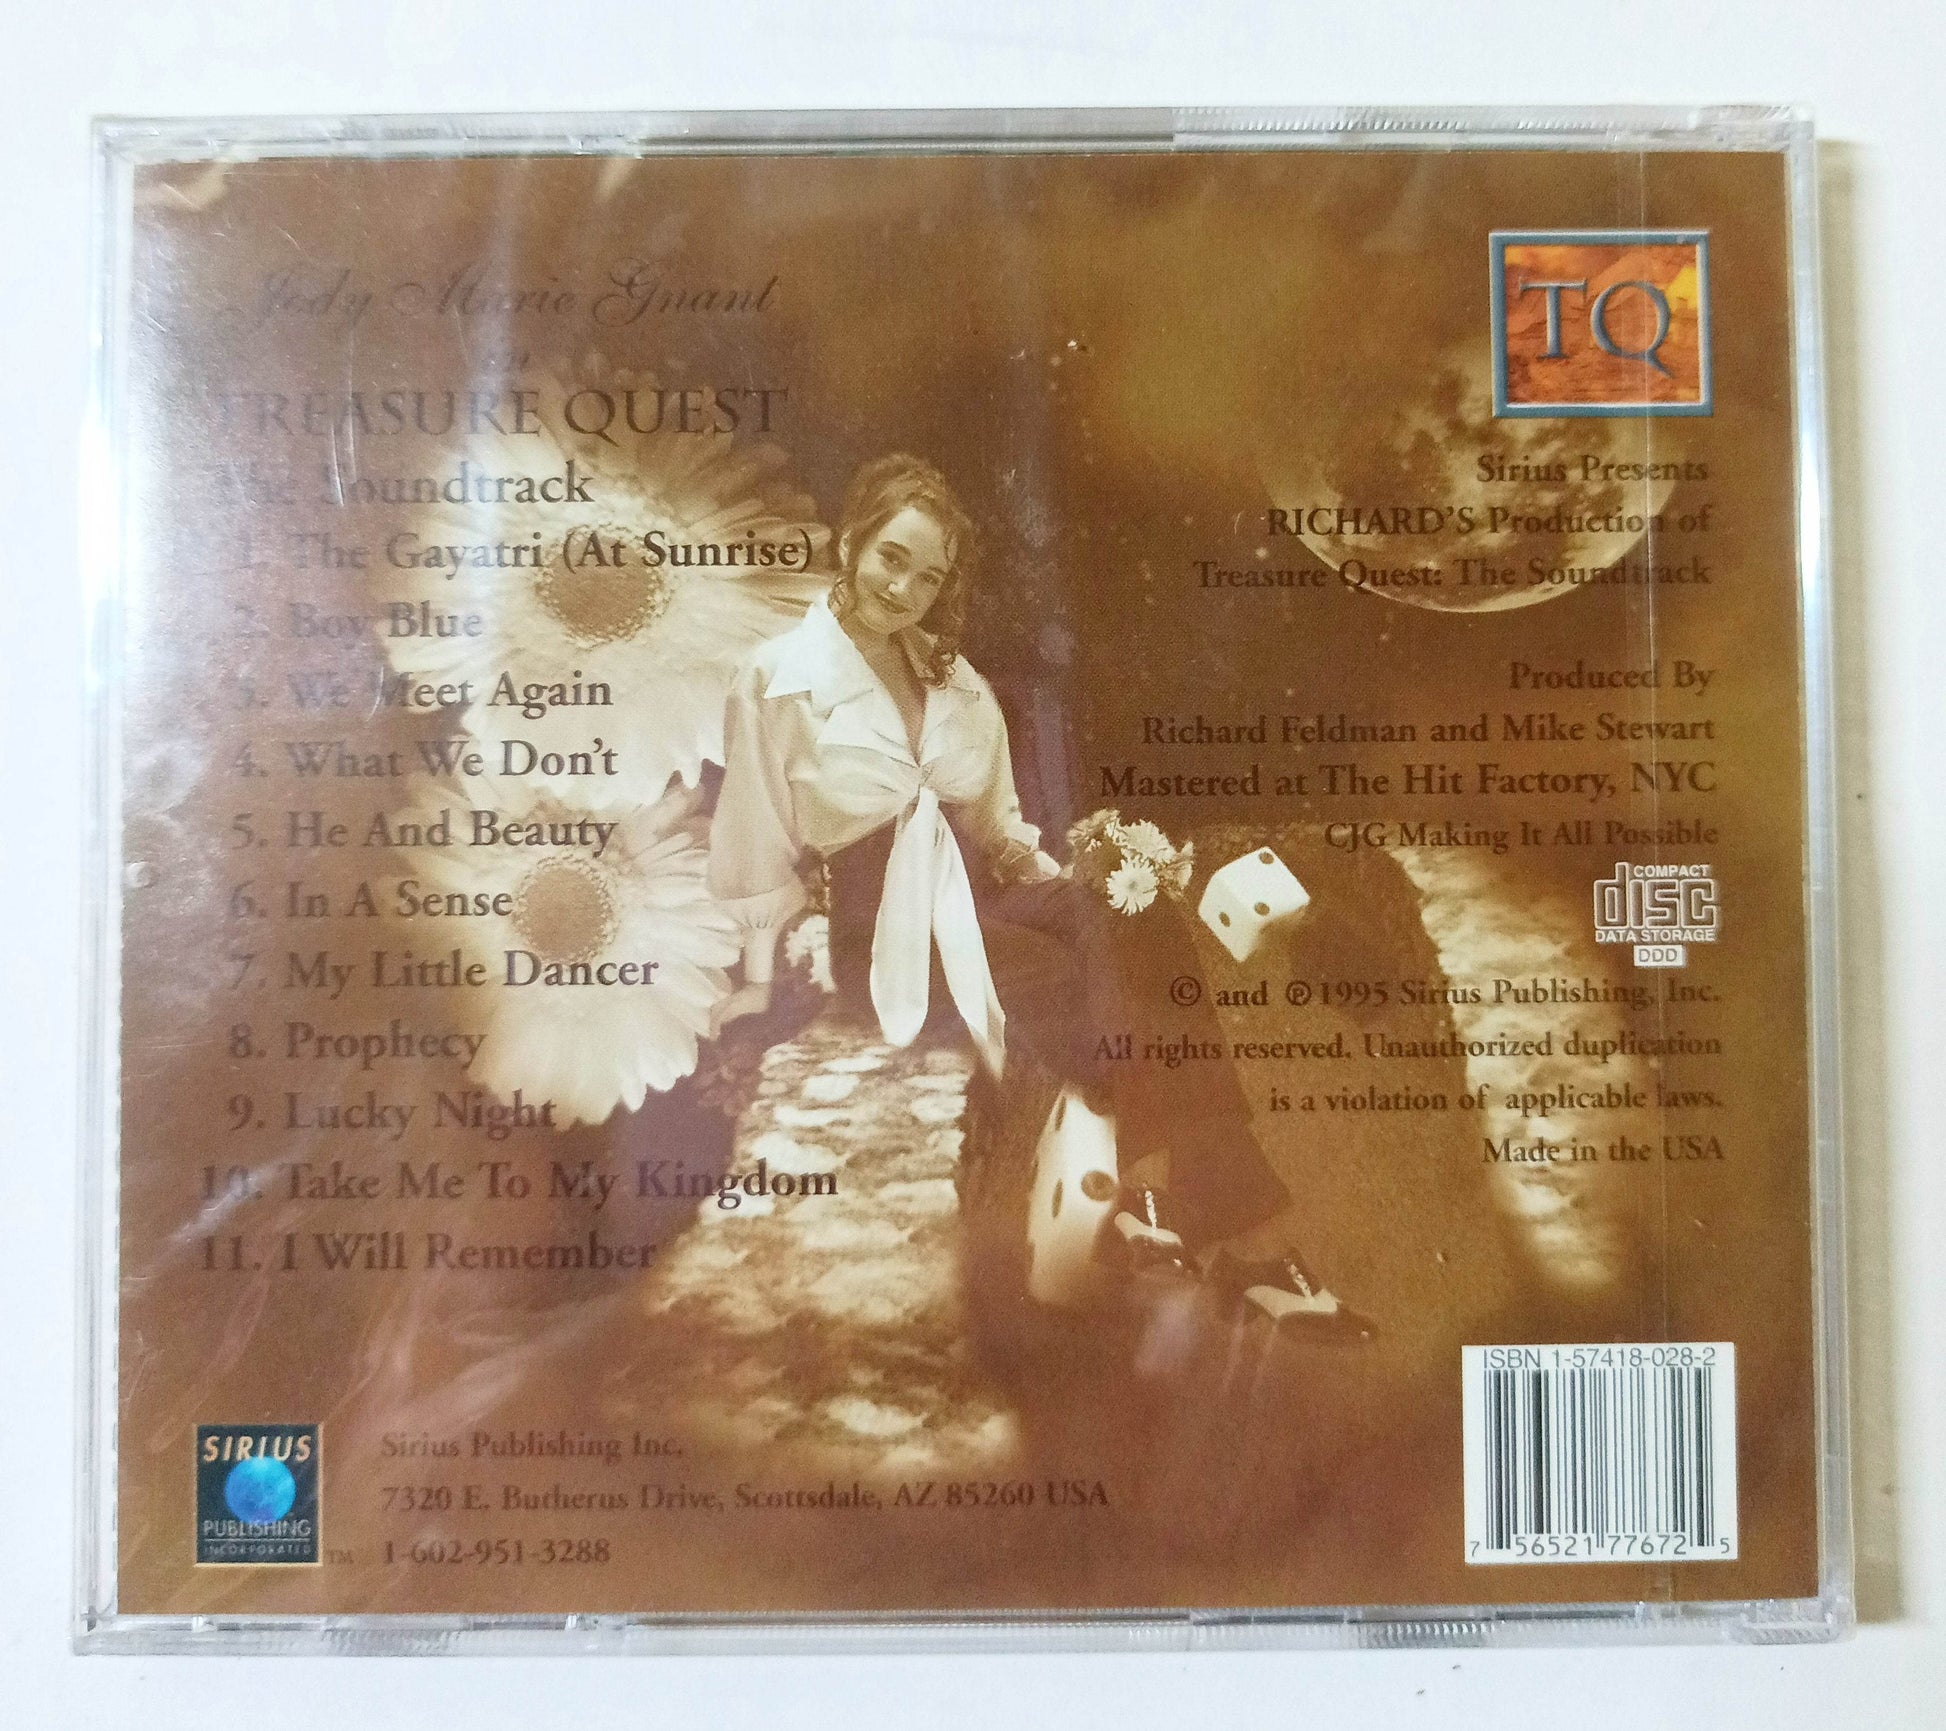 Jody Marie Gnant
in
TREASURE QUEST
The Soundtrack
1. The Gayatri (At Sunrise)
2. Boy Blue
3. We Meet Again
4. What We Don't
5. He And Beauty
6. In A Sense
7. My Little Dancer
8. Prophecy
9. Lucky Night
10. Take Me To My Kingdom
11. I Will Remember
TQ
Sirius Presents
RICHARD'S Production of
Treasure Quest: The Soundtrack
Produced By
Richard Feldman and Mike Stewart
Mastered at The Hit Factory, NYC
CJG Making It All Possible
COMPACT
disc
DATA STORAGE
DDD
© and ℗ 1995 Sirius Publishing, Inc.
All rights reserved. Unauthorized duplication
is a violation of applicable laws.
Made in the USA
SIRIUS
PUBLISHING
INCORPORATED
TM
Sirius Publishing Inc.
7320 E. Butherus Drive, Scottsdale, AZ 85260 USA
1-602-951-3288
ISBN 1-57418-028-2
7 56521 77672 5